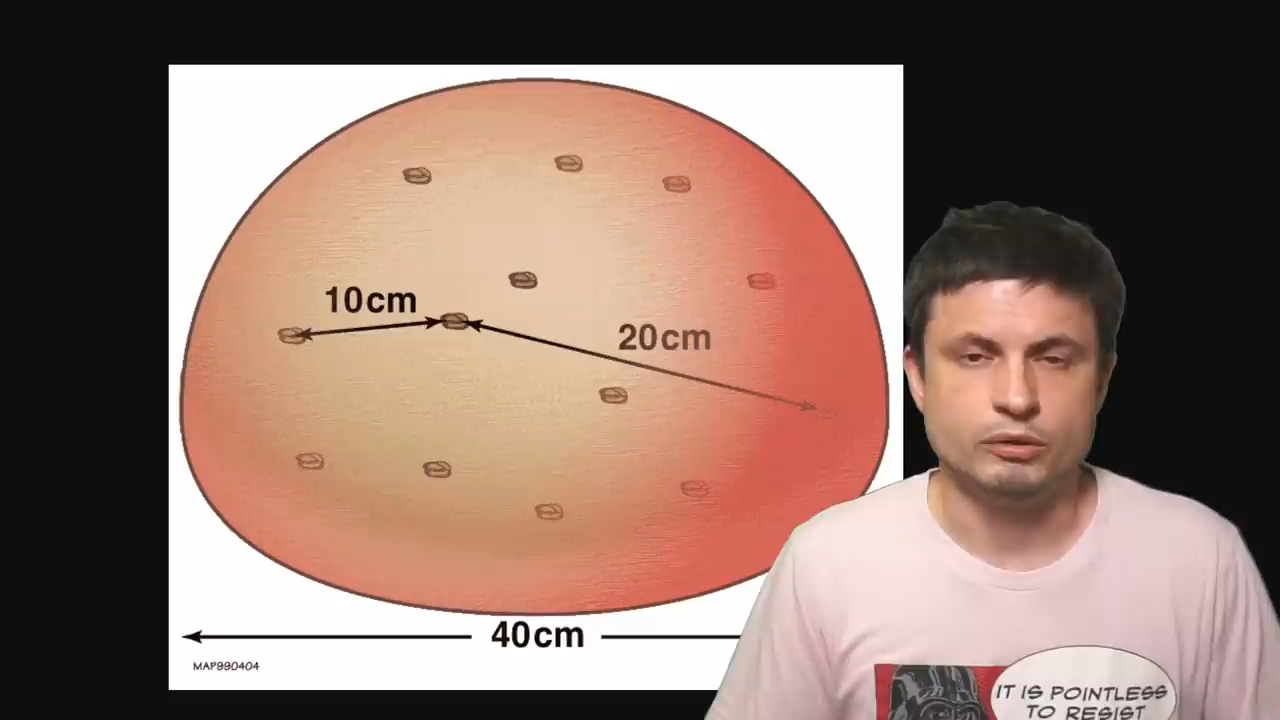 10cm
20cm
40cm
MAP990404
IT IS POINTLESS
TO RESIST